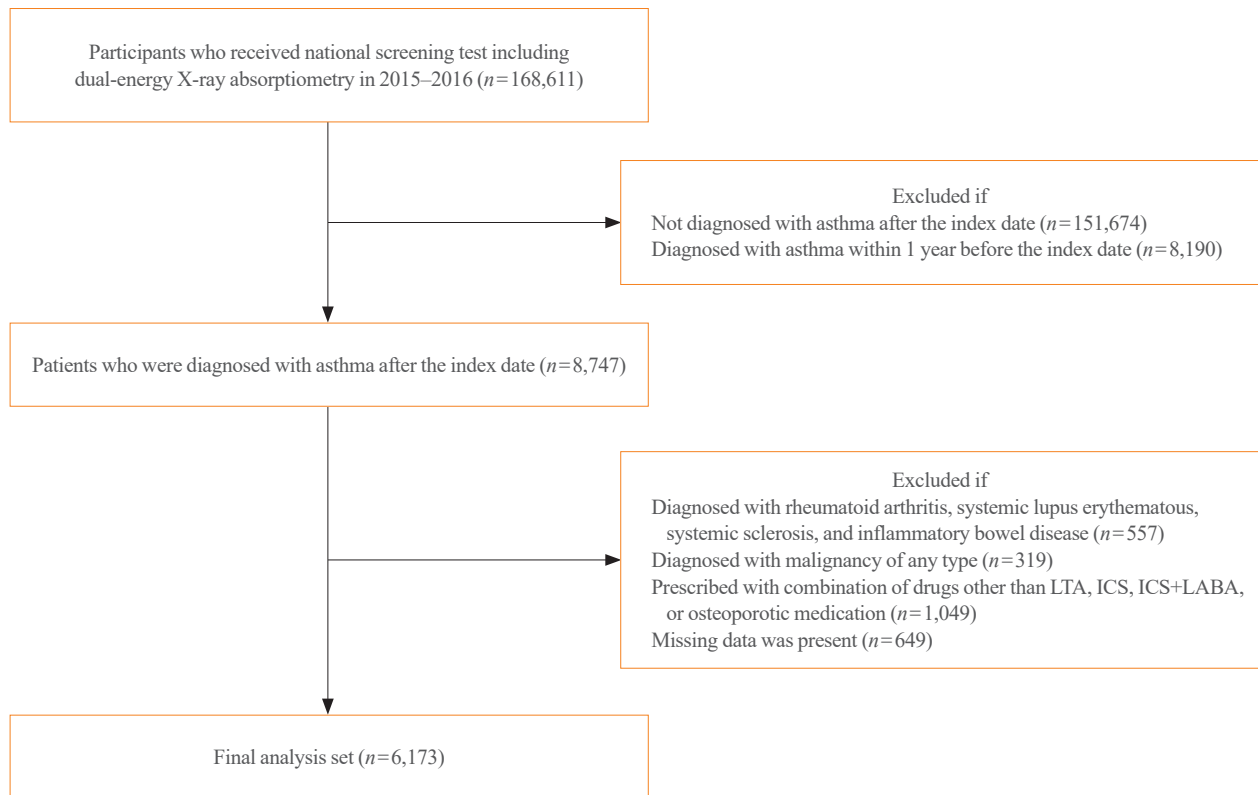 Participants who received national screening test including
dual-energy X-ray absorptiometry in 2015–2016 (n=168,611)
Excluded if
Not diagnosed with asthma after the index date (n=151,674)
Diagnosed with asthma within 1 year before the index date (n=8,190)
Patients who were diagnosed with asthma after the index date (n=8,747)
Excluded if
Diagnosed with rheumatoid arthritis, systemic lupus erythematous,
systemic sclerosis, and inflammatory bowel disease (n=557)
Diagnosed with malignancy of any type (n=319)
Prescribed with combination of drugs other than LTA, ICS, ICS+LABA,
or osteoporotic medication (n=1,049)
Missing data was present (n=649)
Final analysis set (n=6,173)